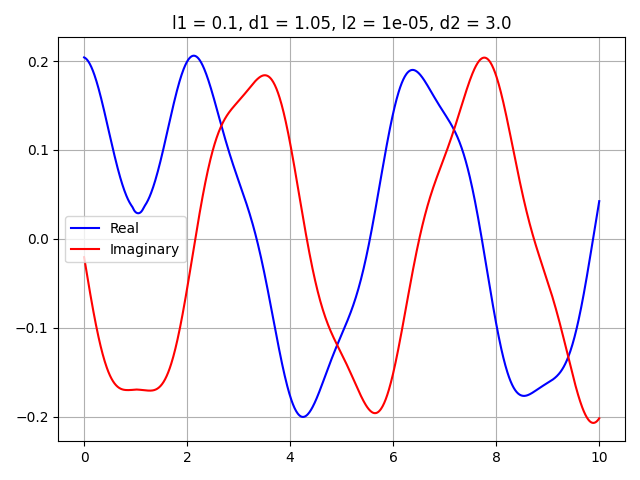 l1 = 0.1, d1 = 1.05, l2 = 1e-05, d2 = 3.0
0.2
0.1
0.0
−0.1
−0.2
Real
Imaginary
0 2 4 6 8 10